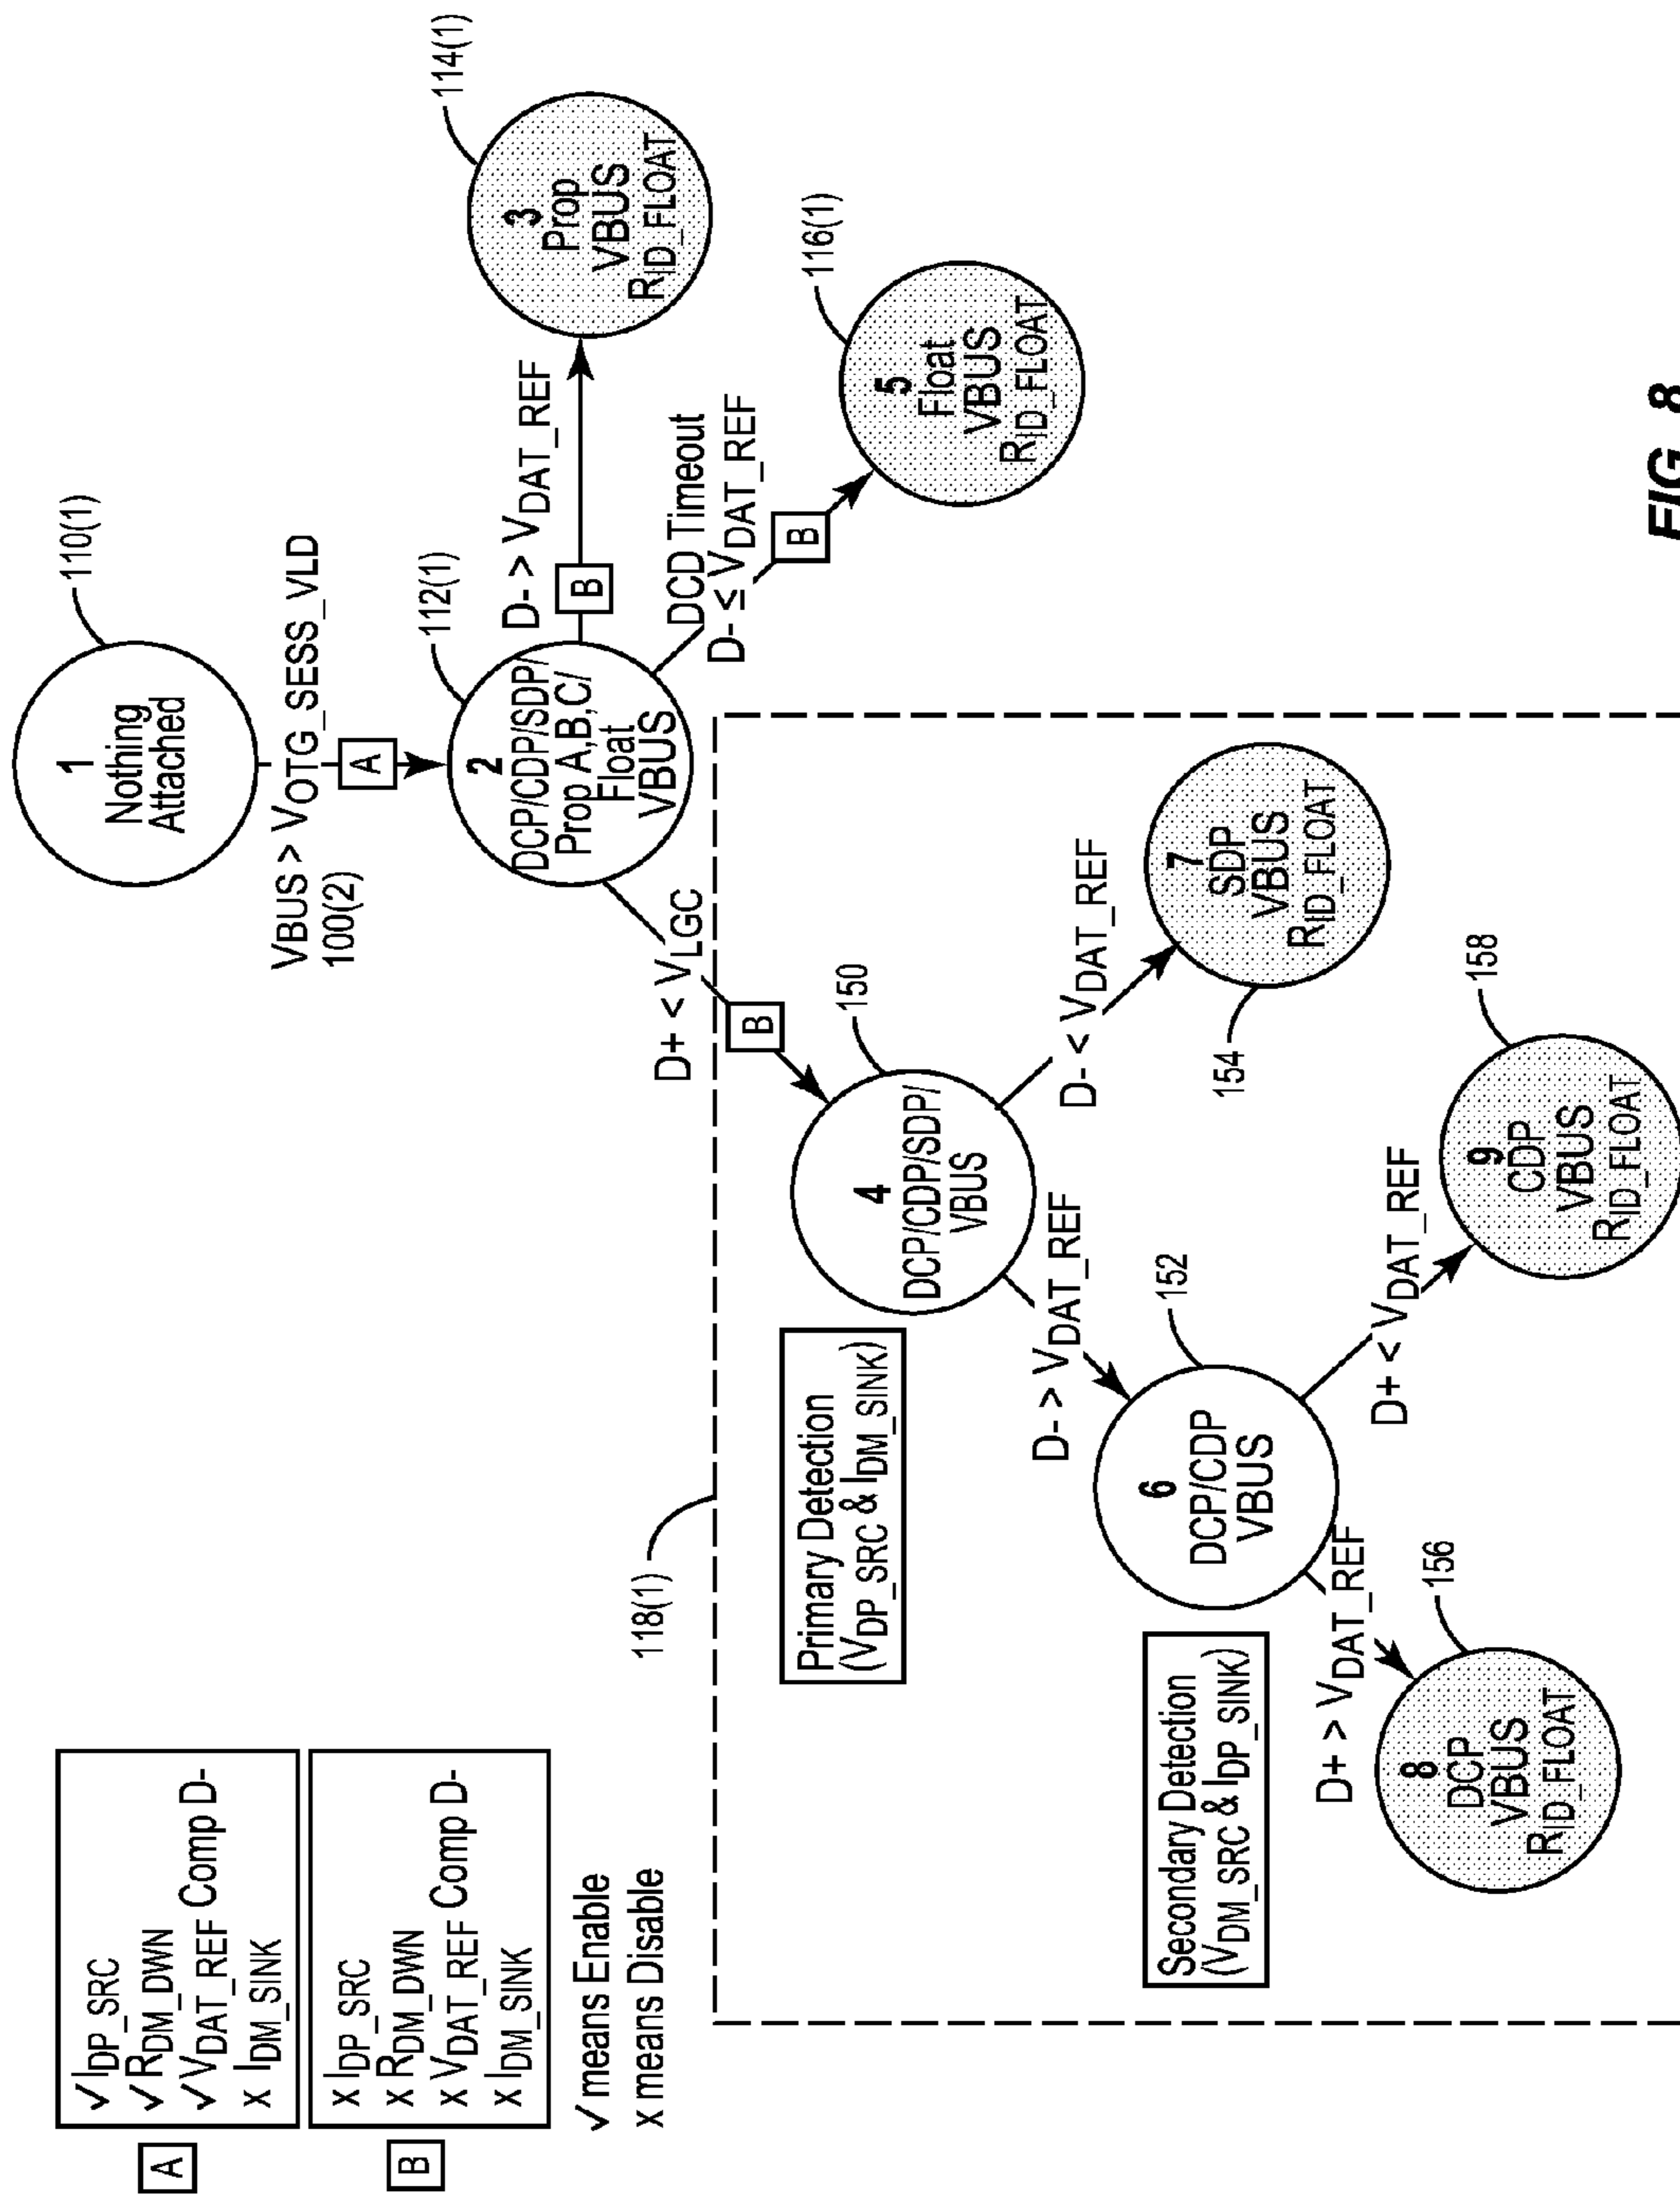 A
✓ IDP_SRC
✓ RDM_DWN
✓ VDAT_REF Comp D-
x IDM_SINK
B
x IDP_SRC
x RDM_DWN
x VDAT_REF Comp D-
x IDM_SINK
✓ means Enable
x means Disable
1
Nothing
Attached
110(1)
VBUS > VOTG_SESS_VLD
100(2)
A
2
DCP/CDP/SDP/
Prop A,B,C/
Float
VBUS
112(1)
D- > VDAT_REF
B
3
Prop
VBUS
RID_FLOAT
114(1)
DCD Timeout
D- ≤ VDAT_REF
B
5
Float
VBUS
RID_FLOAT
116(1)
D+ < VLGC
B
118(1)
Primary Detection
(VDP_SRC & IDM_SINK)
4
DCP/CDP/SDP/
VBUS
150
D- < VDAT_REF
7
SDP
VBUS
RID_FLOAT
154
D- > VDAT_REF
Secondary Detection
(VDM_SRC & IDP_SINK)
6
DCP/CDP
VBUS
152
D+ < VDAT_REF
9
CDP
VBUS
RID_FLOAT
158
D+ > VDAT_REF
8
DCP
VBUS
RID_FLOAT
156
FIG. 8